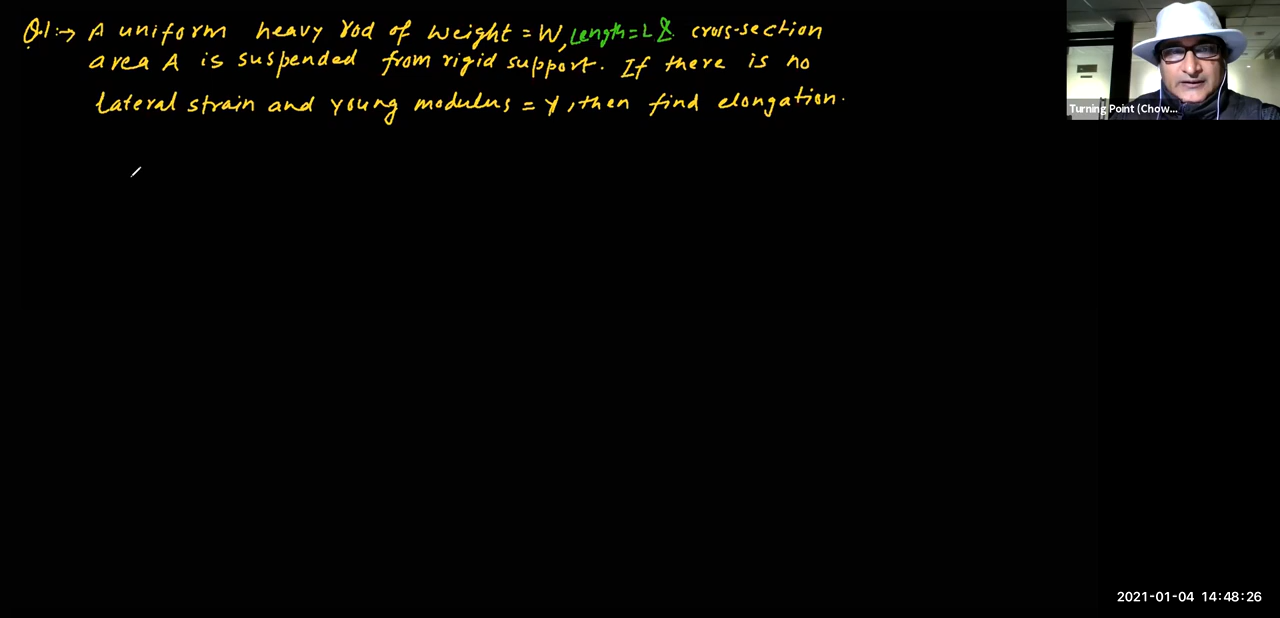 Q.1:→ A uniform heavy rod of weight = W, Length = L & cross-section
area A is suspended from rigid support. If there is no
lateral strain and young modulus = Y, then find elongation.
Turning Point (Chow...
2021-01-04 14:48:26